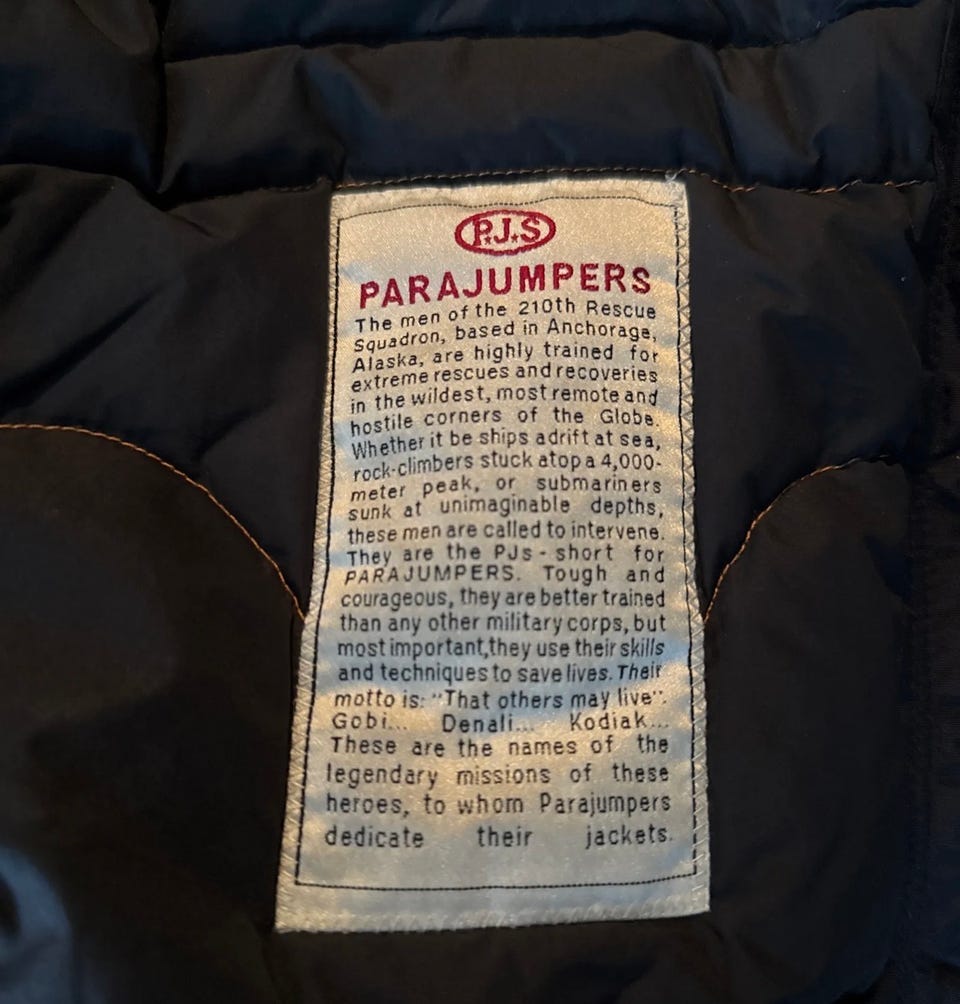 P.J.S
PARAJUMPERS
The men of the 210th Rescue
Squadron, based in Anchorage,
Alaska, are highly trained for
extreme rescues and recoveries
in the wildest, most remote and
hostile corners of the Globe.
Whether it be ships adrift at sea,
rock-climbers stuck atop a 4,000-
meter peak, or submariners
sunk at unimaginable depths,
these men are called to intervene.
They are the PJs - short for
PARAJUMPERS. Tough and
courageous, they are better trained
than any other military corps, but
most important,they use their skills
and techniques to save lives. Their
motto is: "That others may live".
Gobi... Denali... Kodiak...
These are the names of the
legendary missions of these
heroes, to whom Parajumpers
dedicate their jackets.